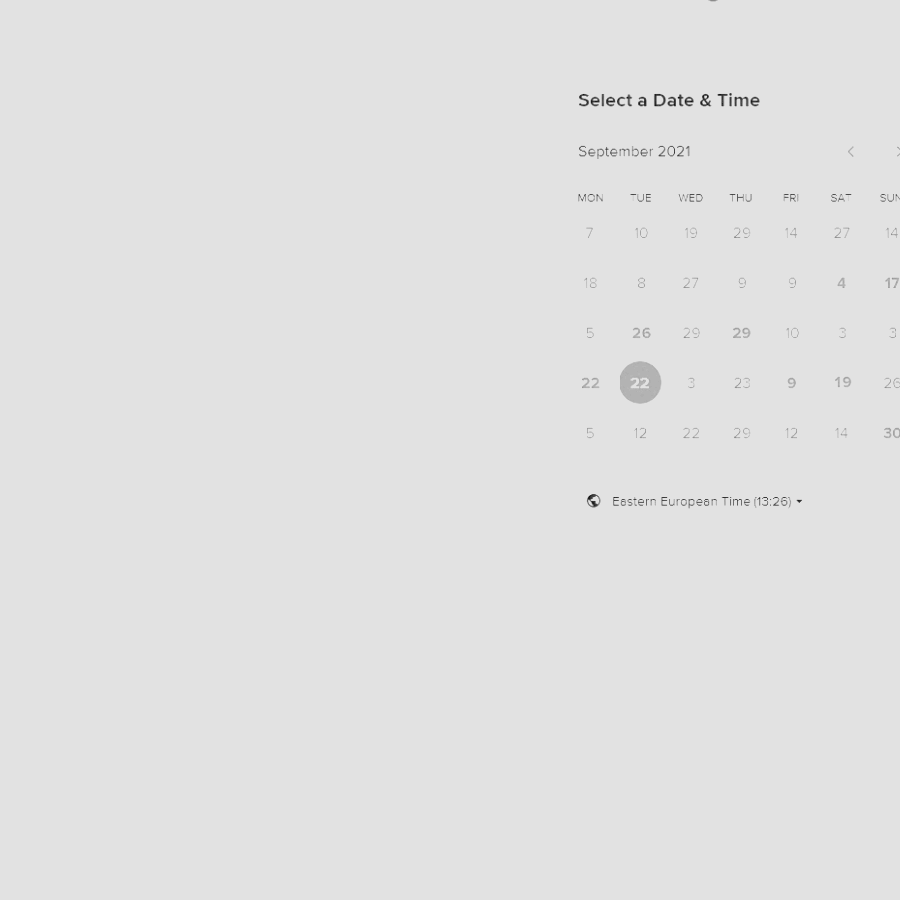 Select a Date & Time
September 2021
MON TUE WED THU FRI SAT SUN
7 10 19 29 14 27 14
18 8 27 9 9 4 17
5 26 29 29 10 3 3
22 22 3 23 9 19 26
5 12 22 29 12 14 30
Eastern European Time (13:26)